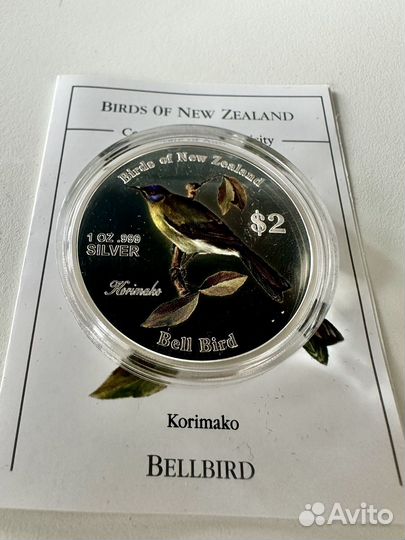 BIRDS OF NEW ZEALAND
Birds of New Zealand
$2
1 OZ .999
SILVER
Korimako
Bell Bird
Korimako
BELLBIRD
Avito